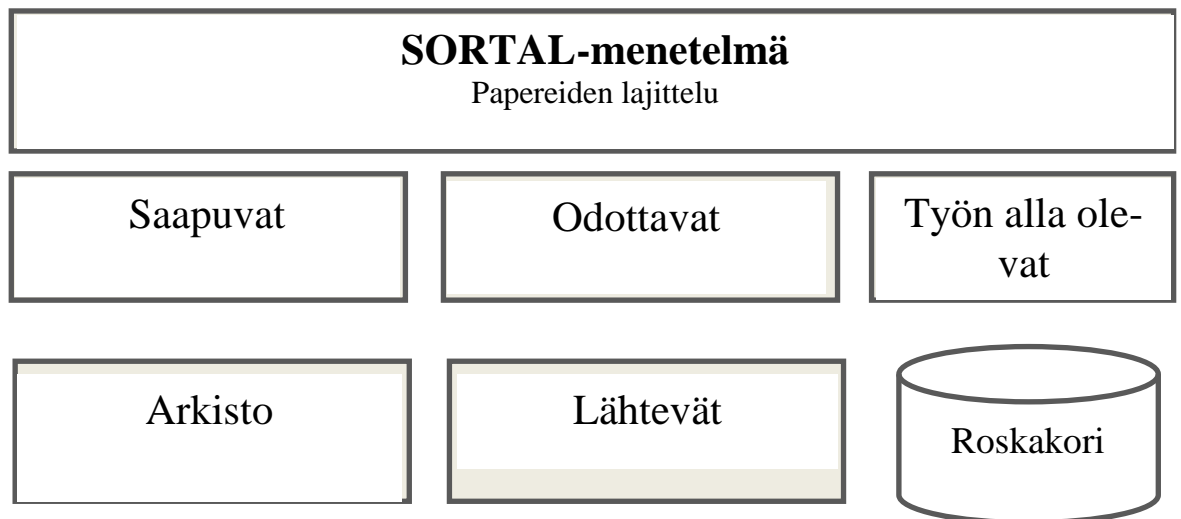 SORTAL-menetelmä
Papereiden lajittelu
Saapuvat
Odottavat
Työn alla ole-
vat
Arkisto
Lähtevät
Roskakori